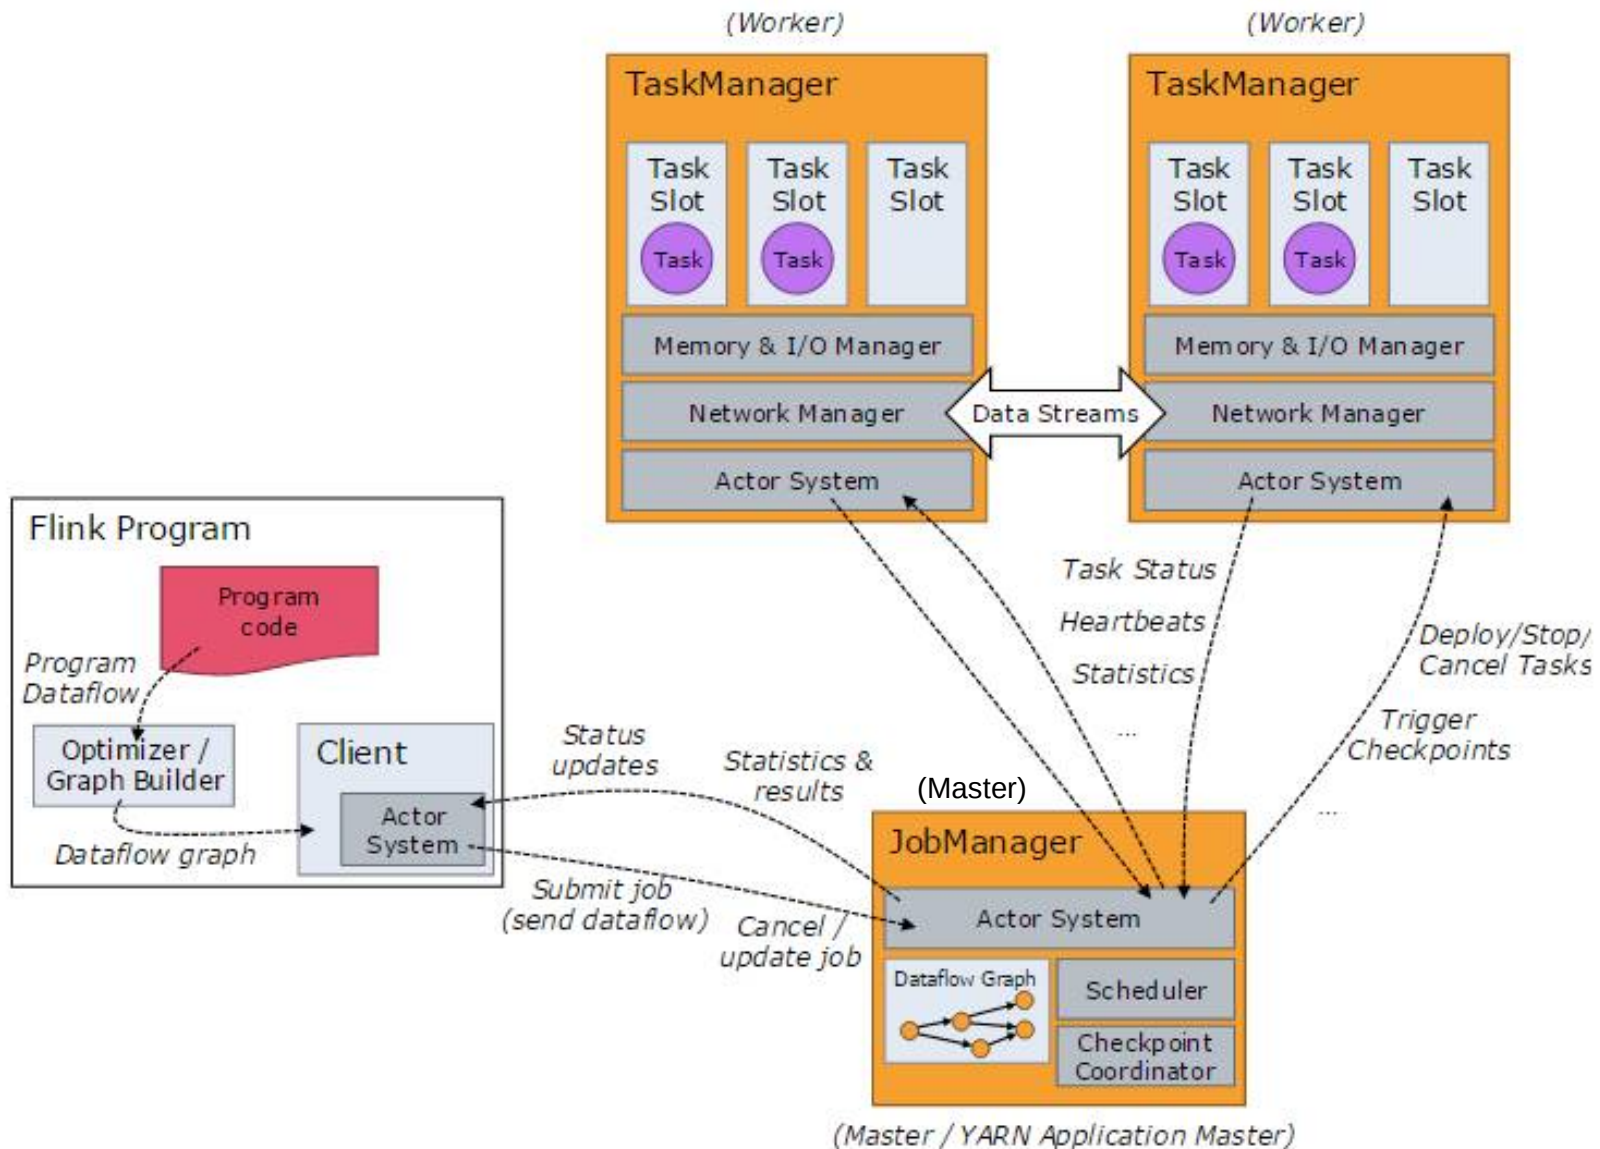 (Worker)
(Worker)
TaskManager
TaskManager
Task
Slot
Task
Slot
Task
Slot
Task
Slot
Task
Slot
Task
Slot
Task
Task
Task
Task
Memory & I/O Manager
Memory & I/O Manager
Network Manager
Data Streams
Network Manager
Actor System
Actor System
Flink Program
Program
code
Program
Dataflow
Optimizer /
Graph Builder
Client
Actor
System
Dataflow graph
Status
updates
Statistics &
results
Submit job
(send dataflow)
Cancel /
update job
Task Status
Heartbeats
Statistics
...
Deploy/Stop/
Cancel Tasks
Trigger
Checkpoints
...
(Master)
JobManager
Actor System
Dataflow Graph
Scheduler
Checkpoint
Coordinator
(Master / YARN Application Master)